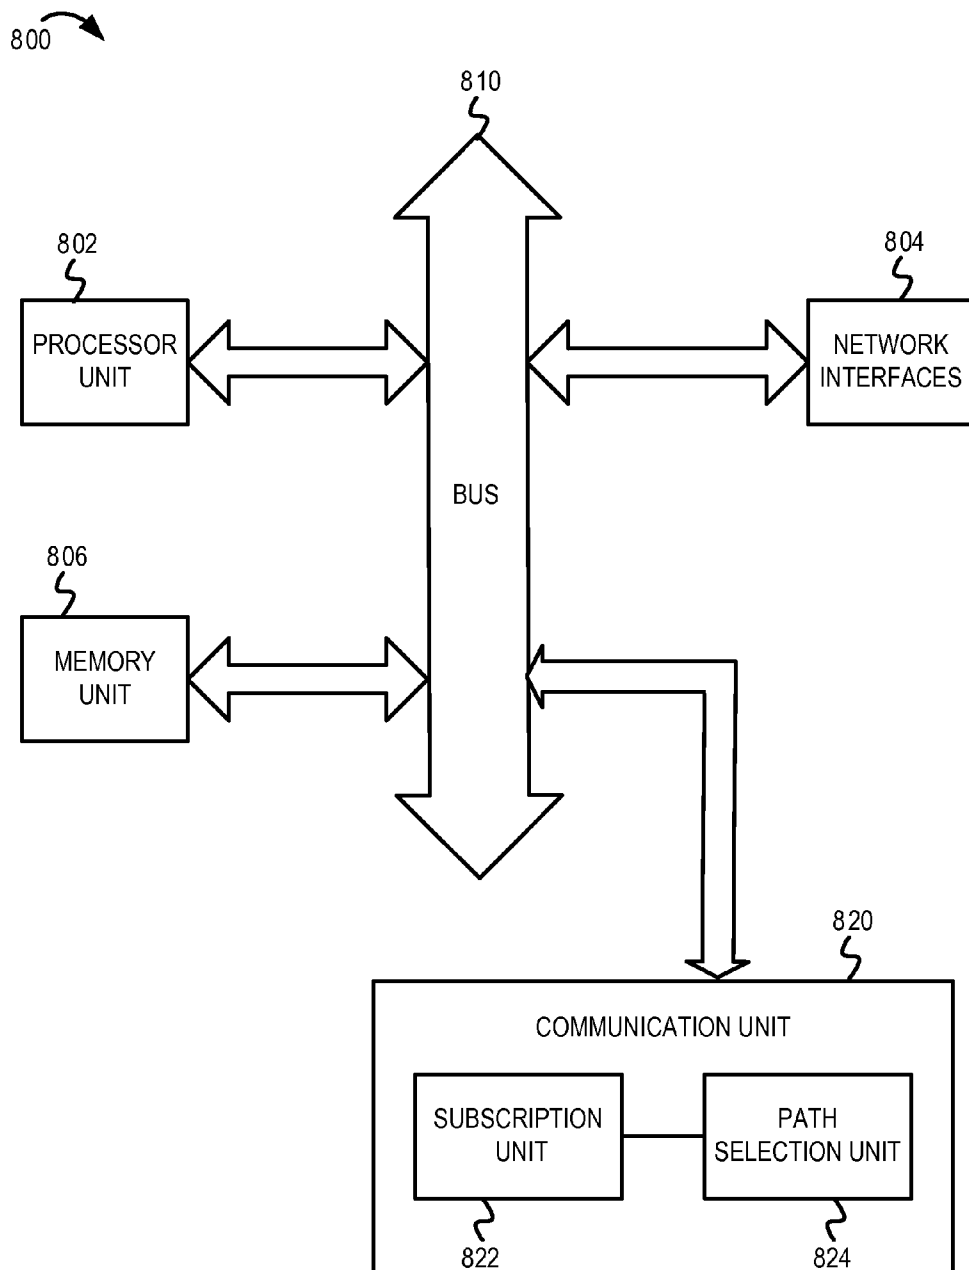 800
810
802
804
PROCESSOR
UNIT
NETWORK
INTERFACES
BUS
806
MEMORY
UNIT
820
COMMUNICATION UNIT
SUBSCRIPTION
UNIT
PATH
SELECTION UNIT
822
824